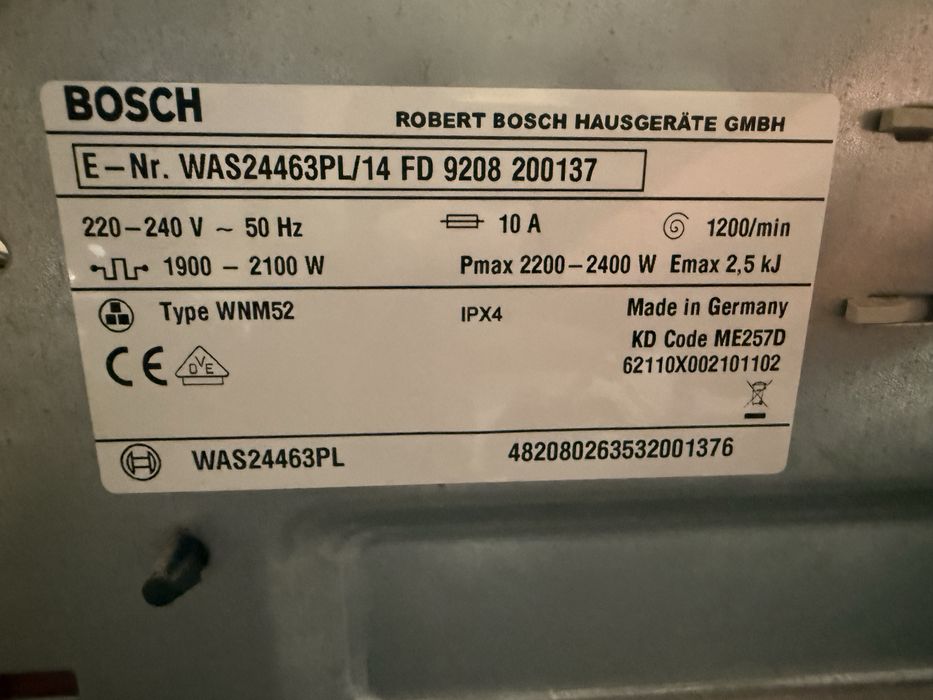 BOSCH
ROBERT BOSCH HAUSGERÄTE GMBH
E-Nr. WAS24463PL/14 FD 9208 200137
220-240 V ~ 50 Hz 10 A 1200/min
1900 - 2100 W Pmax 2200-2400 W Emax 2,5 kJ
Type WNM52 IPX4 Made in Germany
KD Code ME257D
CE DVE 62110X002101102
WAS24463PL 482080263532001376